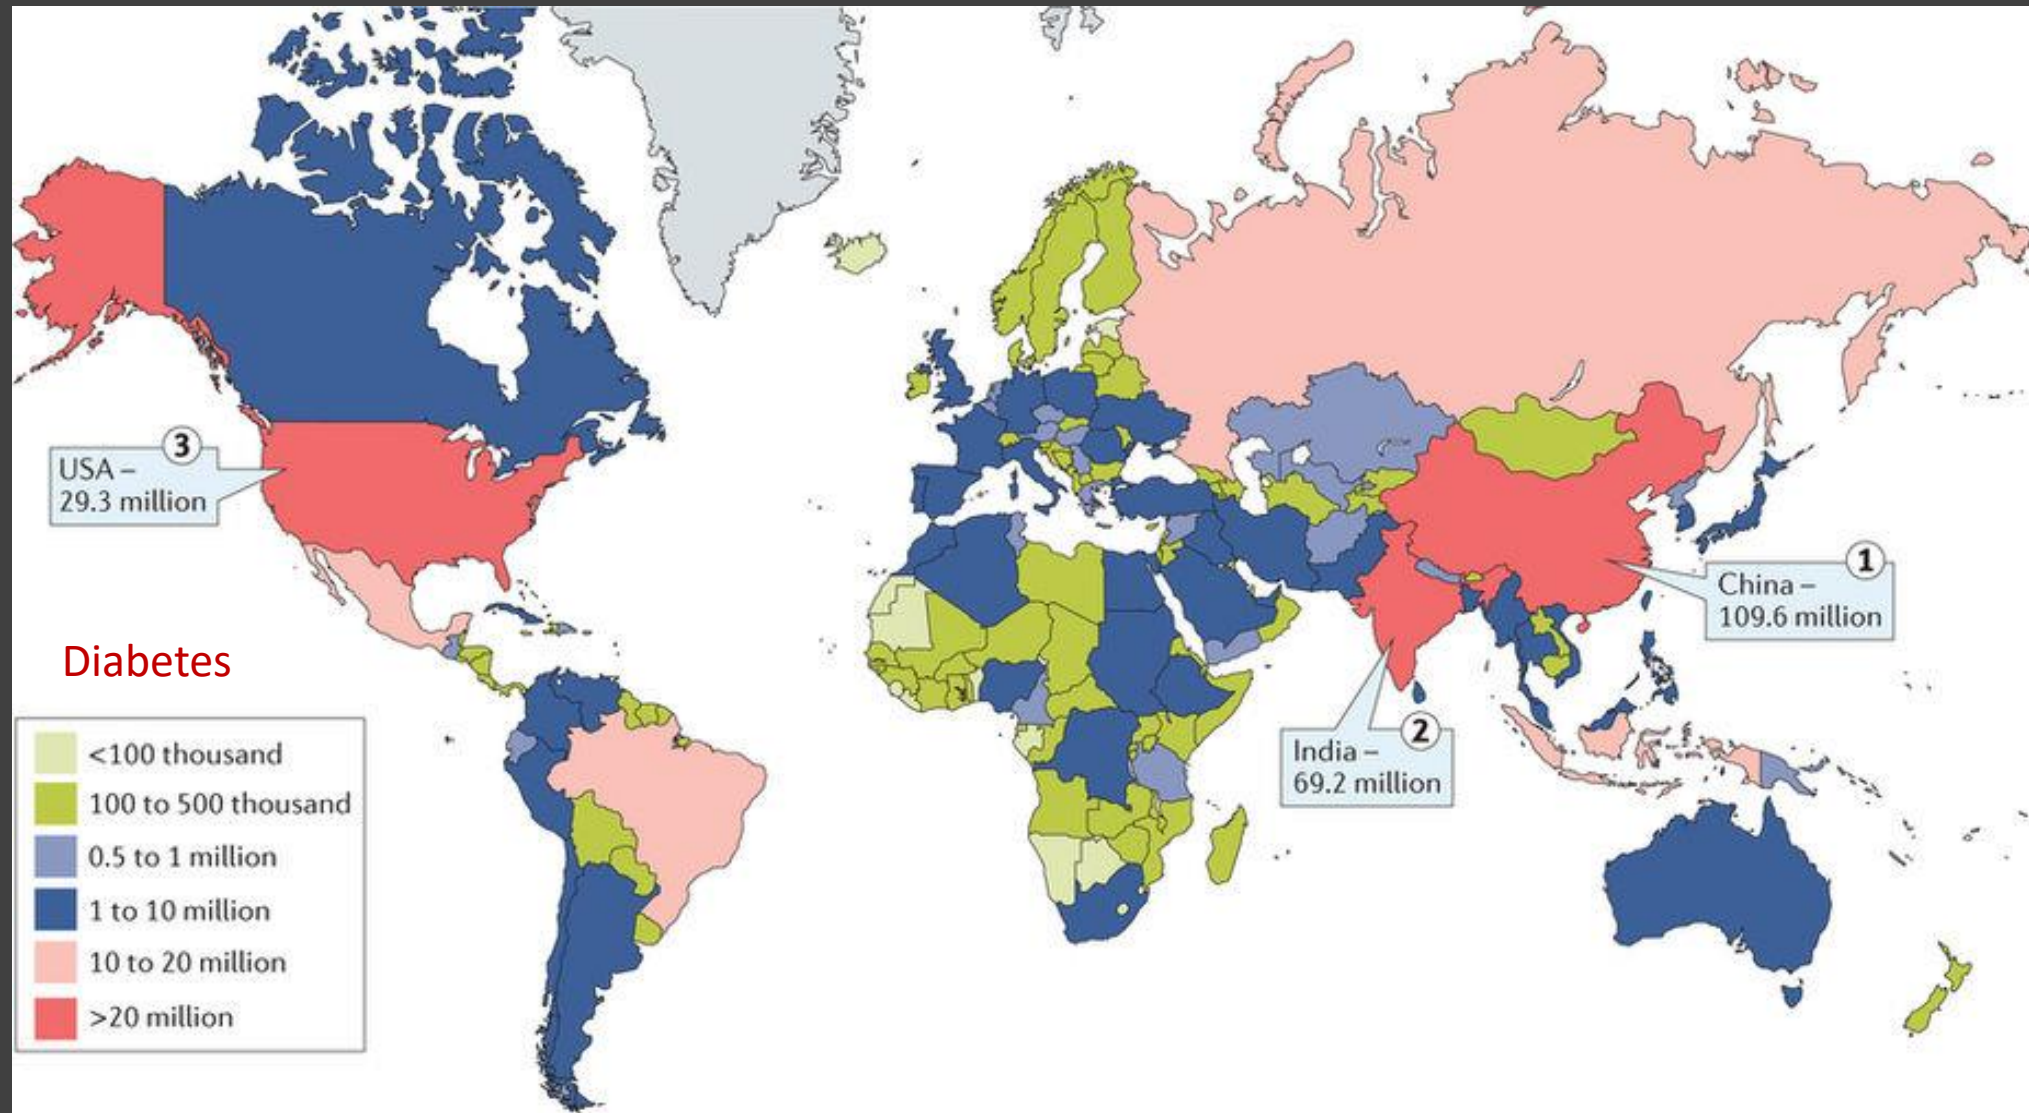 3
USA –
29.3 million
1
China –
109.6 million
Diabetes
2
India –
69.2 million
<100 thousand
100 to 500 thousand
0.5 to 1 million
1 to 10 million
10 to 20 million
>20 million